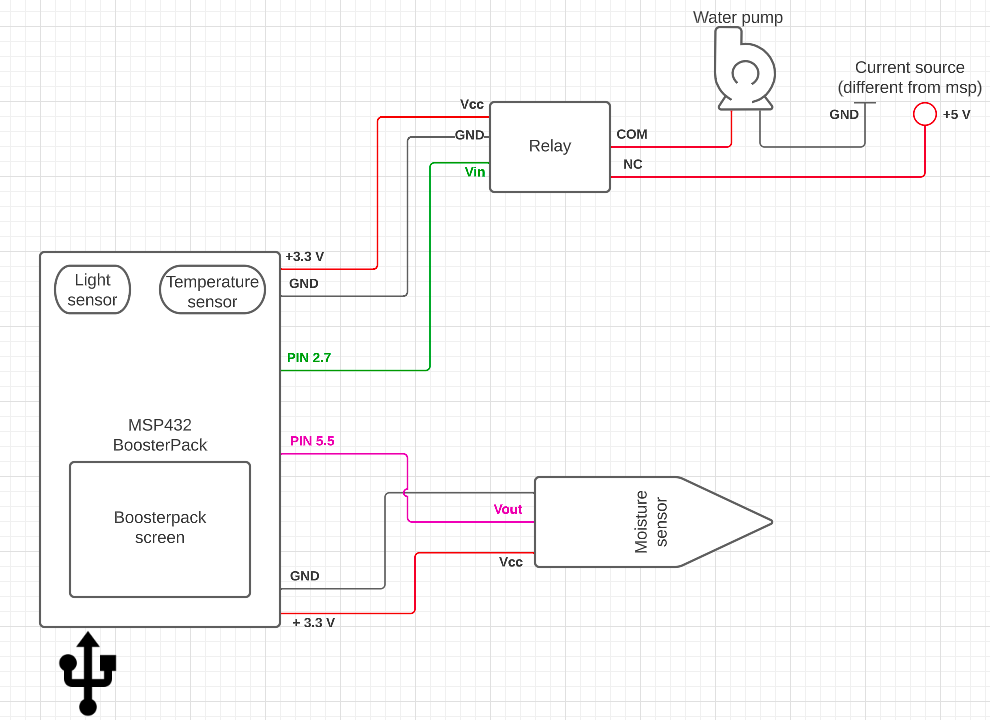 Water pump
Current source
(different from msp)
GND
+5 V
Vcc
GND
Vin
Relay
COM
NC
+3.3 V
GND
Light
sensor
Temperature
sensor
PIN 2.7
MSP432
BoosterPack
PIN 5.5
Boosterpack
screen
Vout
Moisture
sensor
Vcc
GND
+ 3.3 V